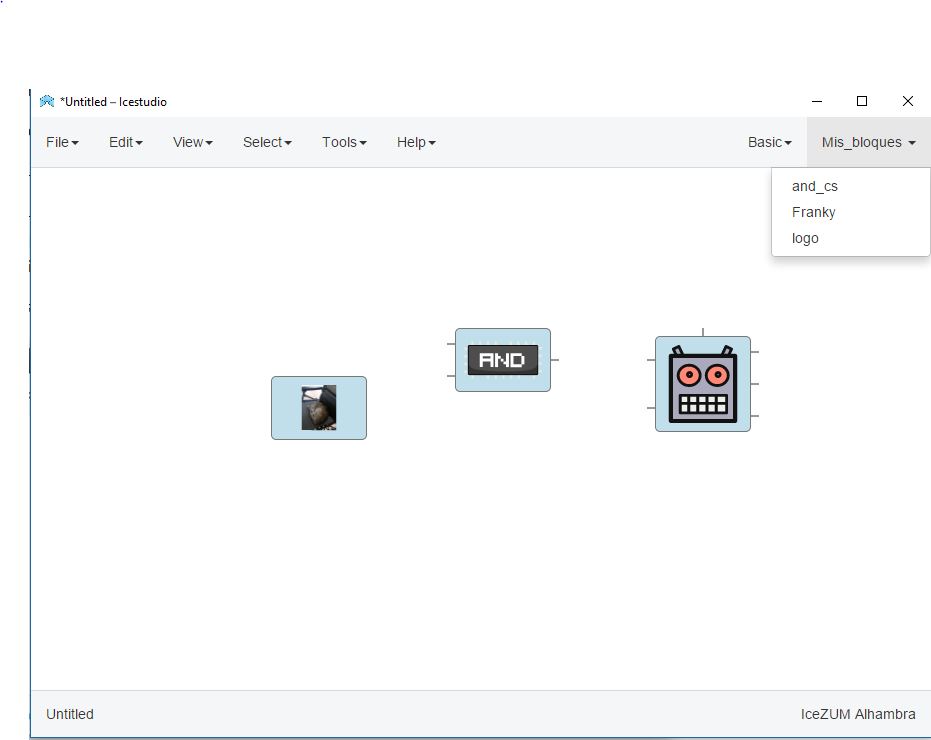 *Untitled – Icestudio
File Edit View Select Tools Help Basic Mis_bloques
and_cs
Franky
logo
AND
Untitled IceZUM Alhambra